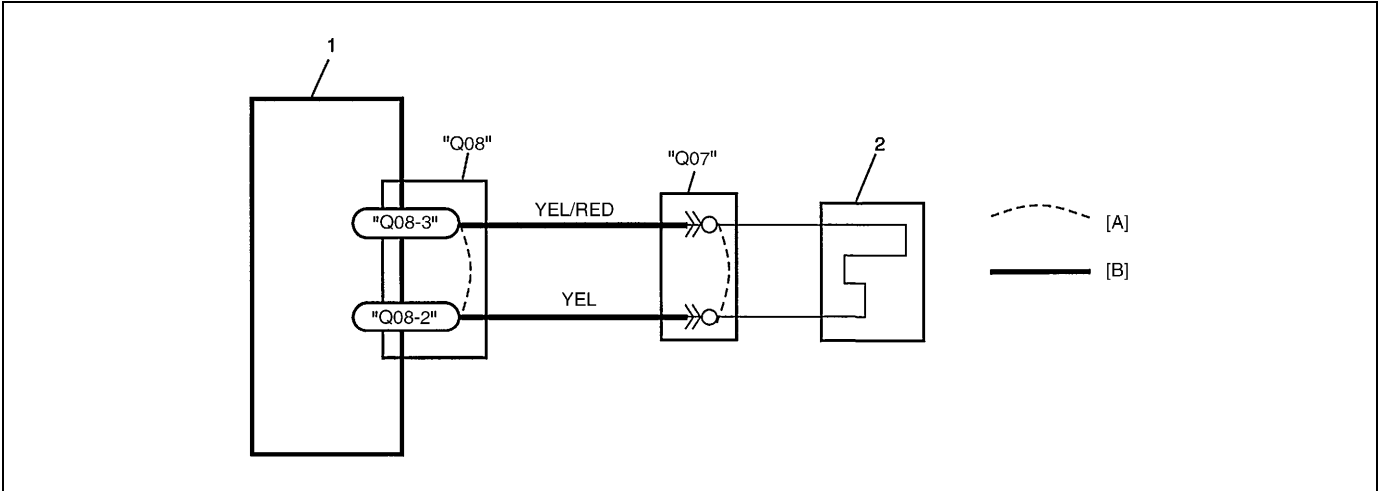 1
"Q08"
"Q07"
2
"Q08-3"
YEL/RED
[A]
[B]
"Q08-2"
YEL